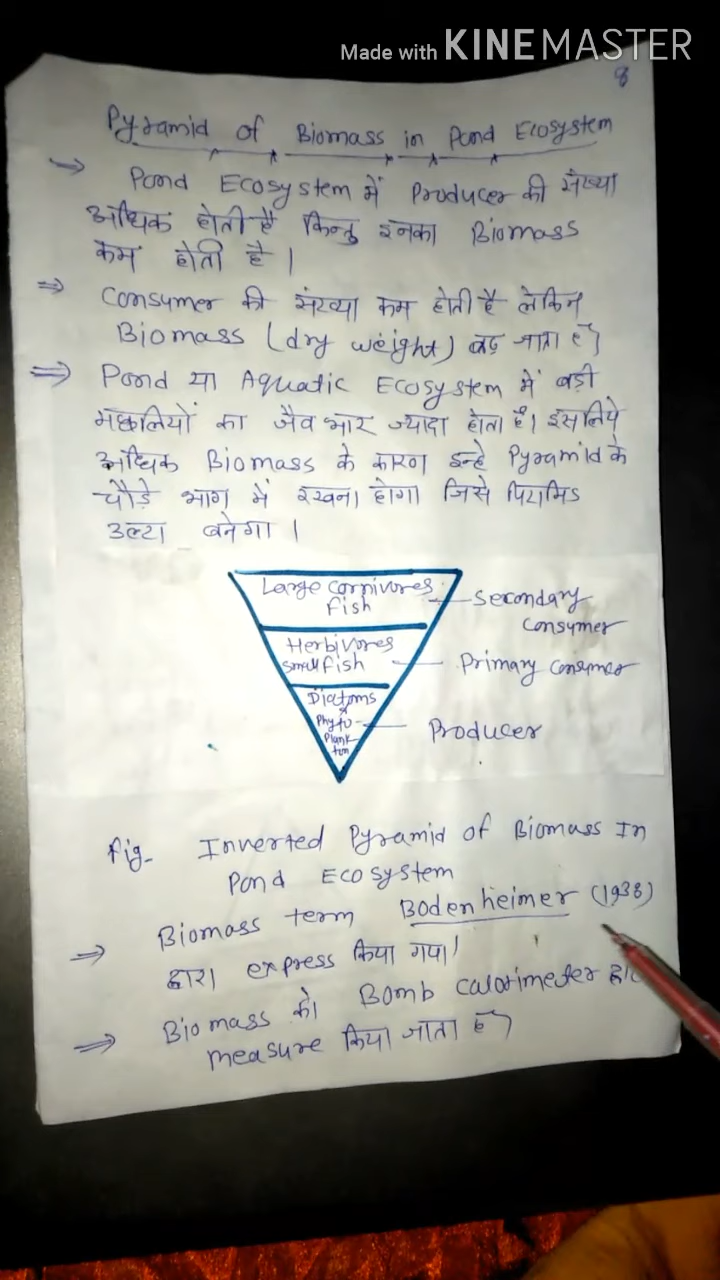 Made with KINEMASTER
8
Pyramid of Biomass in Pond Ecosystem
→ Pond Ecosystem में Producer की संख्या
अधिक होती है किन्तु इनका Biomass
कम होती है |
⇒ Consumer की संख्या कम होती है लेकिन
Biomass (dry weight) बढ़ जाता है
⇒ Pond या Aquatic Ecosystem में बड़ी
मछलियों का जैव भार ज्यादा होता है। इसलिये
अधिक Biomass के कारण इन्हे Pyramid के
चौड़े भाग में रखना होगा जिसे पिरामिड
उल्टा बनेगा |
Large Carnivores
fish
Secondary
consumer
Herbivores
small fish
Primary consumer
Diatoms
&
Phyto-
Plank
ton
Producer
fig- Inverted Pyramid of Biomass In
Pond Ecosystem
⇒ Biomass term Bodenheimer (1938)
द्वारा express किया गया।
⇒ Biomass को Bomb calorimeter
measure किया जाता है